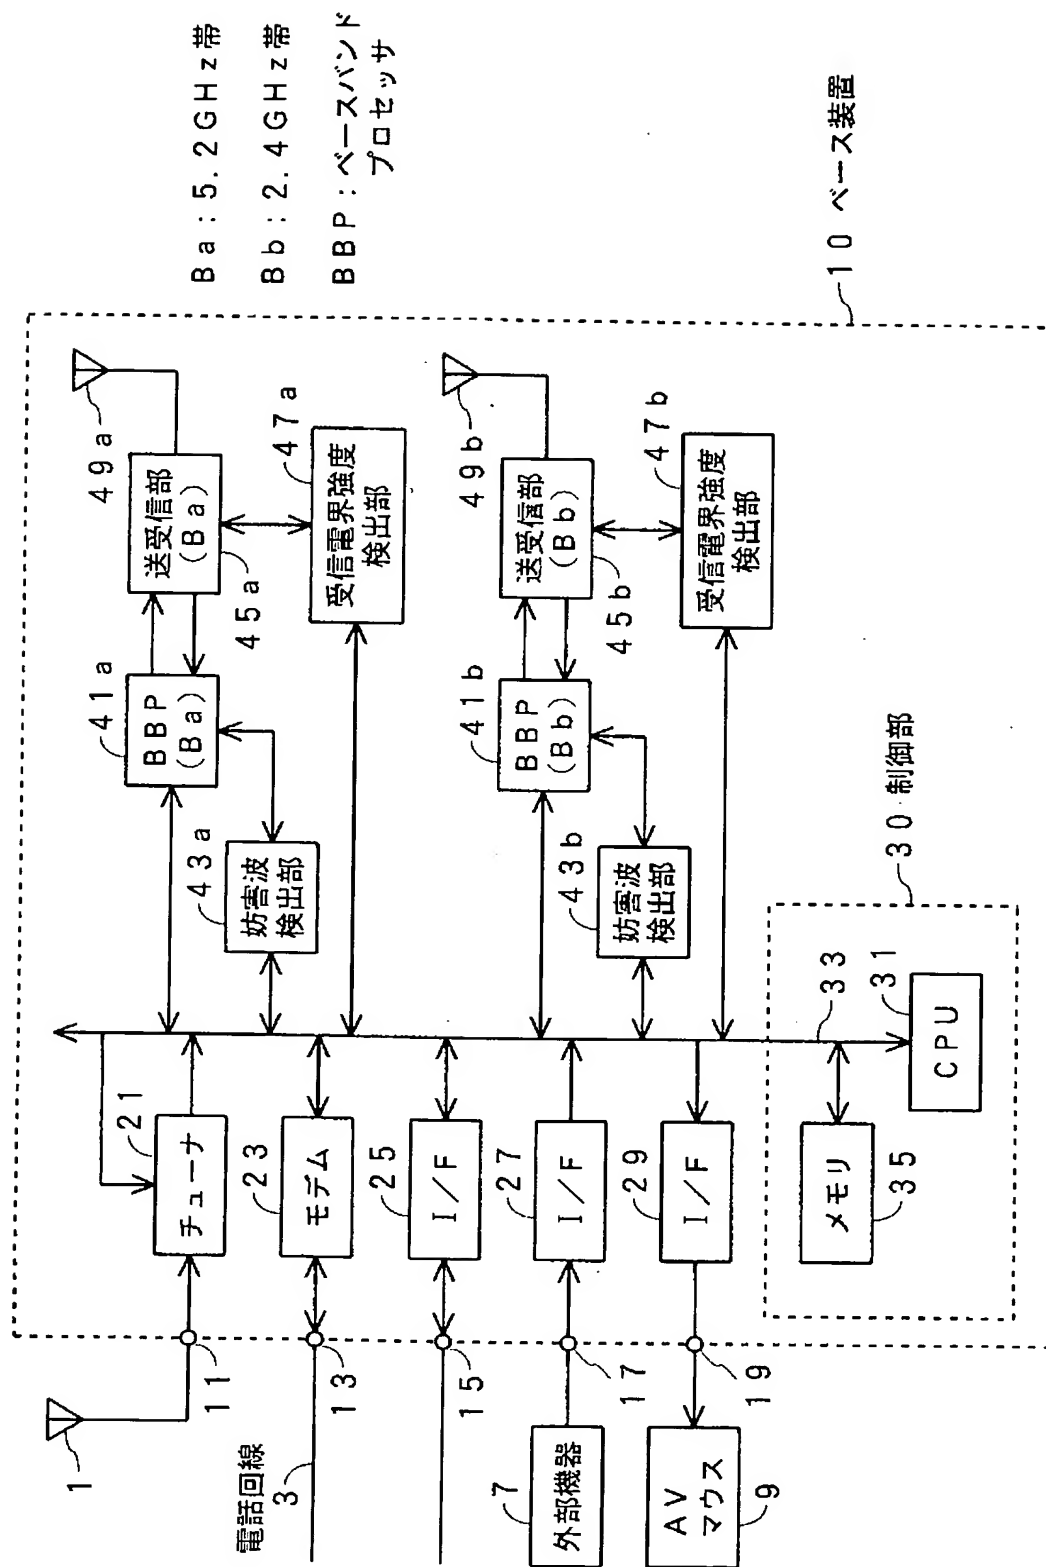 Ba：5.2GHz帯
Bb：2.4GHz帯
BBP：ベースバンド
プロセッサ
10 ベース装置
49a
送受信部
(Ba)
45a
47a
受信電界強度
検出部
41a
BBP
(Ba)
43a
妨害波
検出部
49b
送受信部
(Bb)
45b
47b
受信電界強度
検出部
41b
BBP
(Bb)
43b
妨害波
検出部
30 制御部
33
31
CPU
メモリ
35
21
チューナ
23
モデム
25
I/F
27
I/F
29
I/F
1
11
電話回線
3
13
15
17
7
外部機器
19
AV
マウス
9